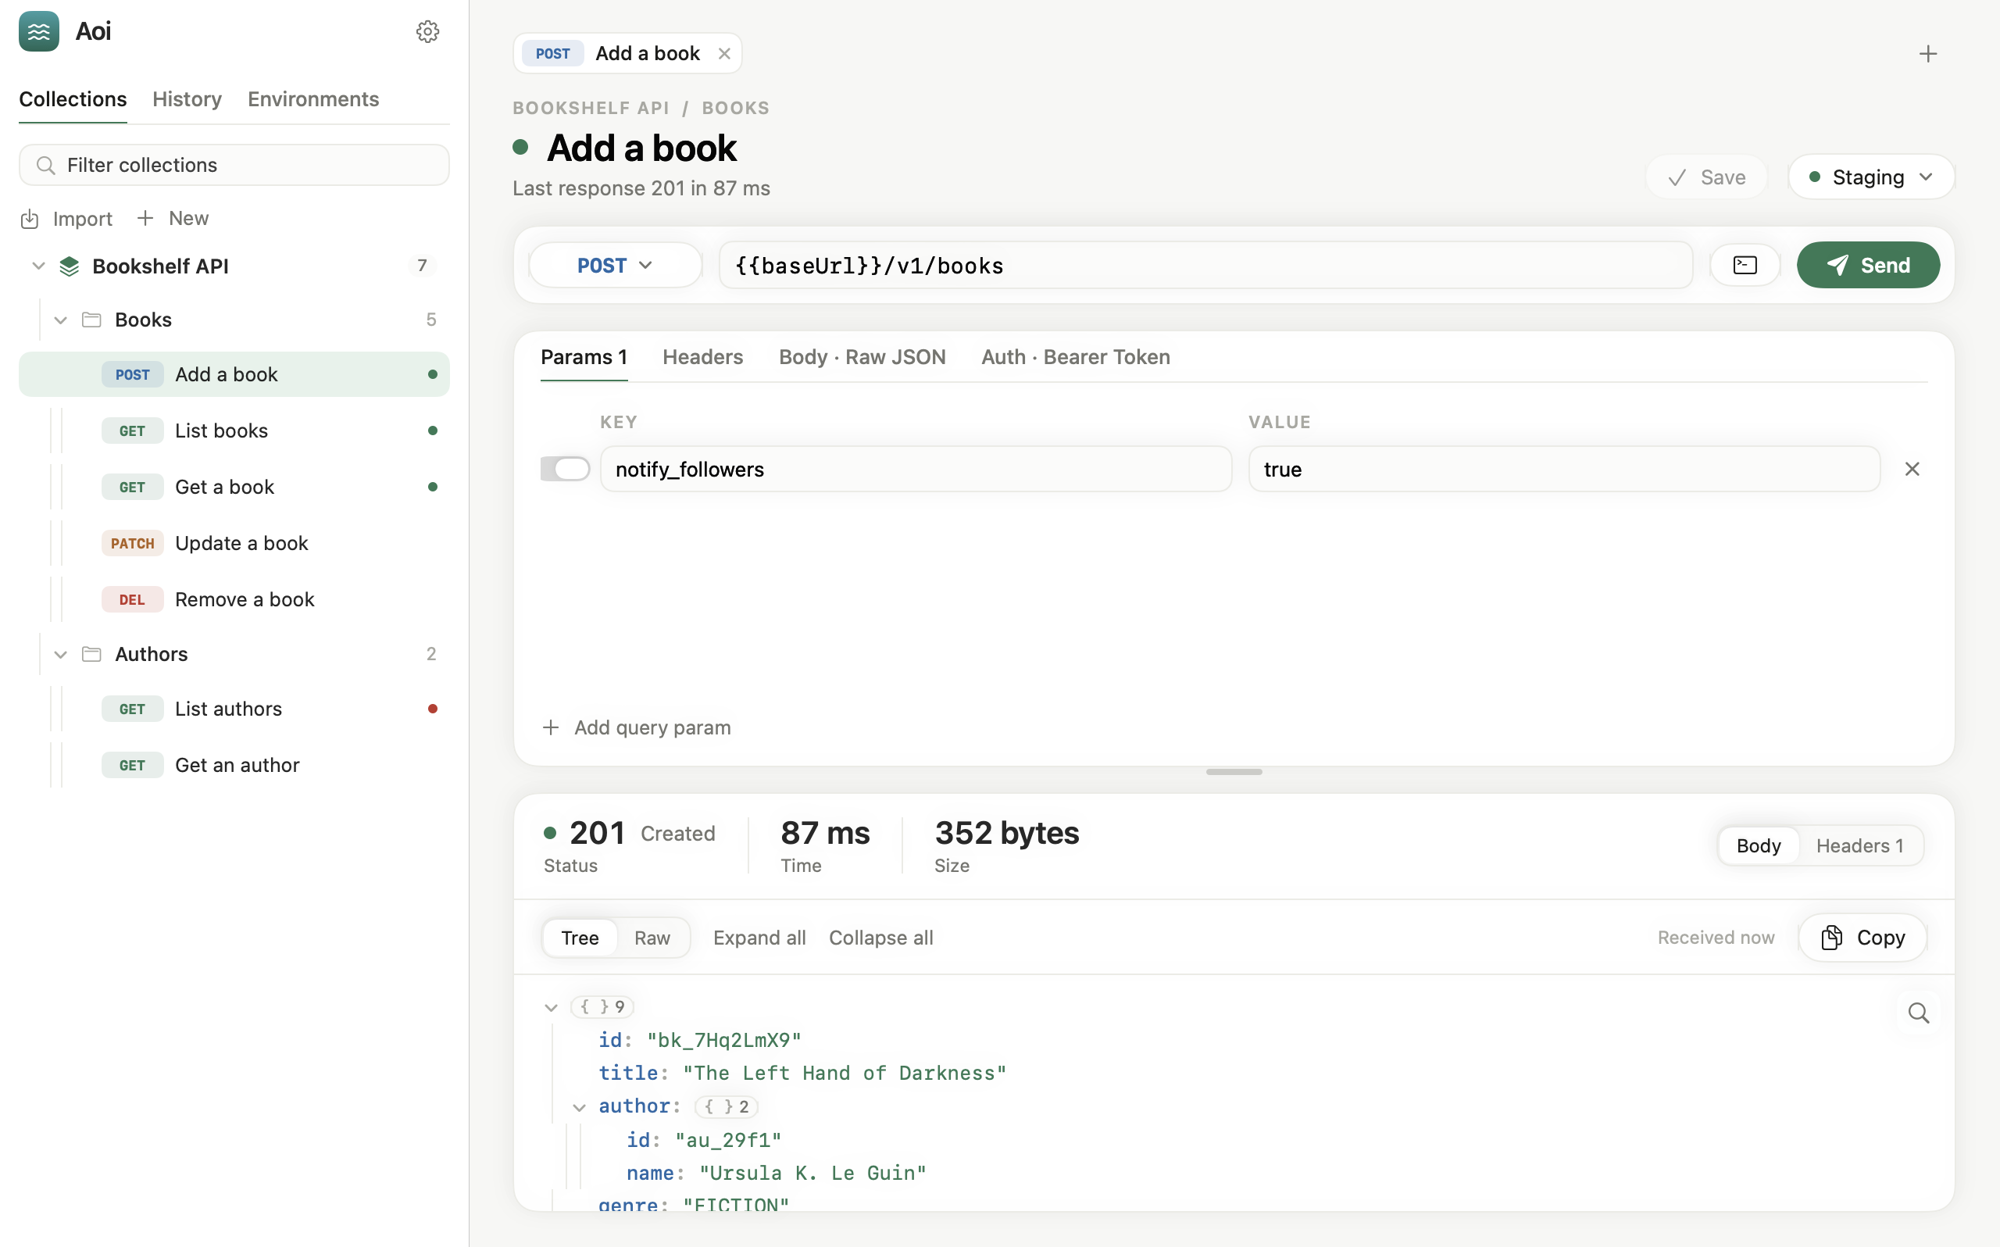 Aoi
Collections History Environments
Filter collections
Import New
Bookshelf API 7
Books 5
POST Add a book
GET List books
GET Get a book
PATCH Update a book
DEL Remove a book
Authors 2
GET List authors
GET Get an author
POST Add a book
BOOKSHELF API / BOOKS
Add a book
Last response 201 in 87 ms
Save Staging
POST {{baseUrl}}/v1/books Send
Params 1 Headers Body · Raw JSON Auth · Bearer Token
KEY VALUE
notify_followers true
Add query param
201 Created 87 ms 352 bytes
Status Time Size
Body Headers 1
Tree Raw Expand all Collapse all Received now Copy
{ } 9
id: "bk_7Hq2LmX9"
title: "The Left Hand of Darkness"
author: { } 2
id: "au_29f1"
name: "Ursula K. Le Guin"
genre: "FICTION"